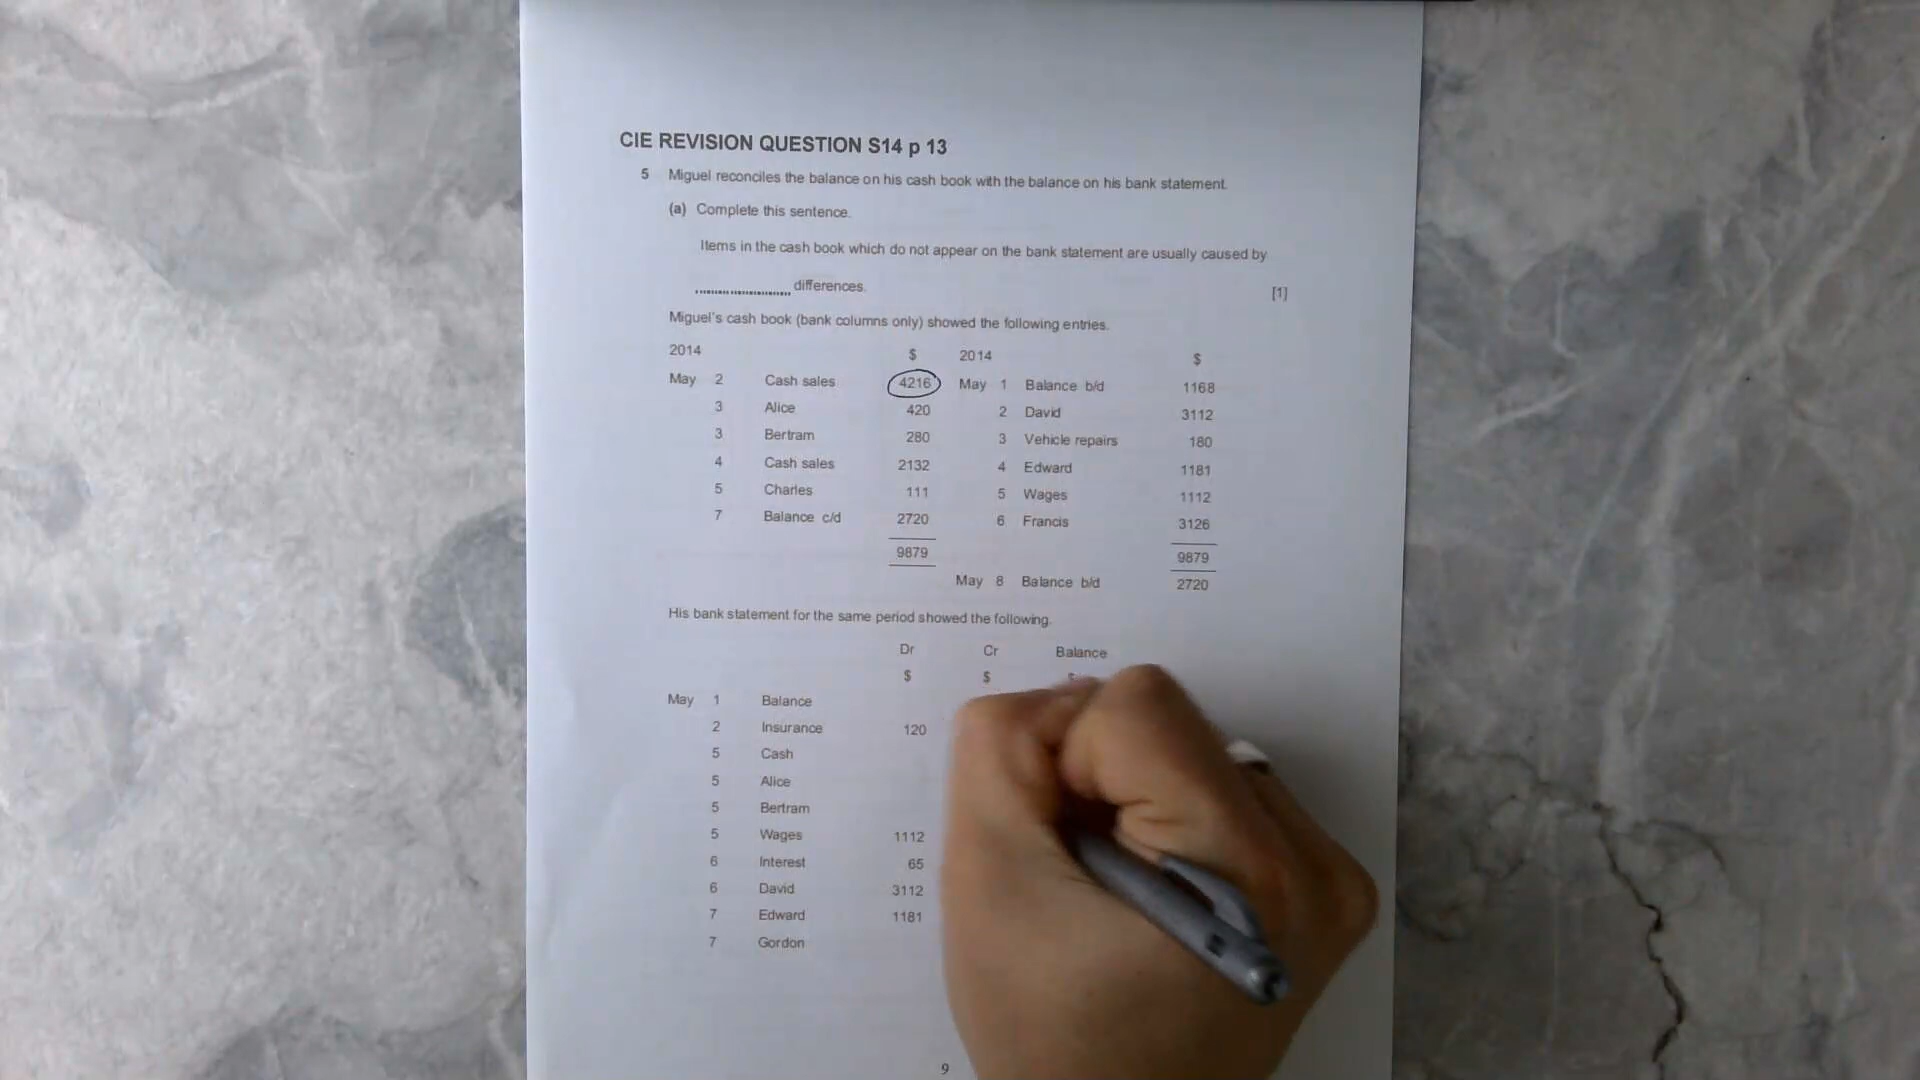 CIE REVISION QUESTION S14 p 13
5 Miguel reconciles the balance on his cash book with the balance on his bank statement.
(a) Complete this sentence.
Items in the cash book which do not appear on the bank statement are usually caused by
........................ differences. [1]
Miguel's cash book (bank columns only) showed the following entries.
2014 $ 2014 $
May 2 Cash sales 4216 May 1 Balance b/d 1168
3 Alice 420 2 David 3112
3 Bertram 280 3 Vehicle repairs 180
4 Cash sales 2132 4 Edward 1181
5 Charles 111 5 Wages 1112
7 Balance c/d 2720 6 Francis 3126
9879 9879
May 8 Balance b/d 2720
His bank statement for the same period showed the following.
Dr Cr Balance
$ $ $
May 1 Balance
2 Insurance 120
5 Cash
5 Alice
5 Bertram
5 Wages 1112
6 Interest 65
6 David 3112
7 Edward 1181
7 Gordon
9